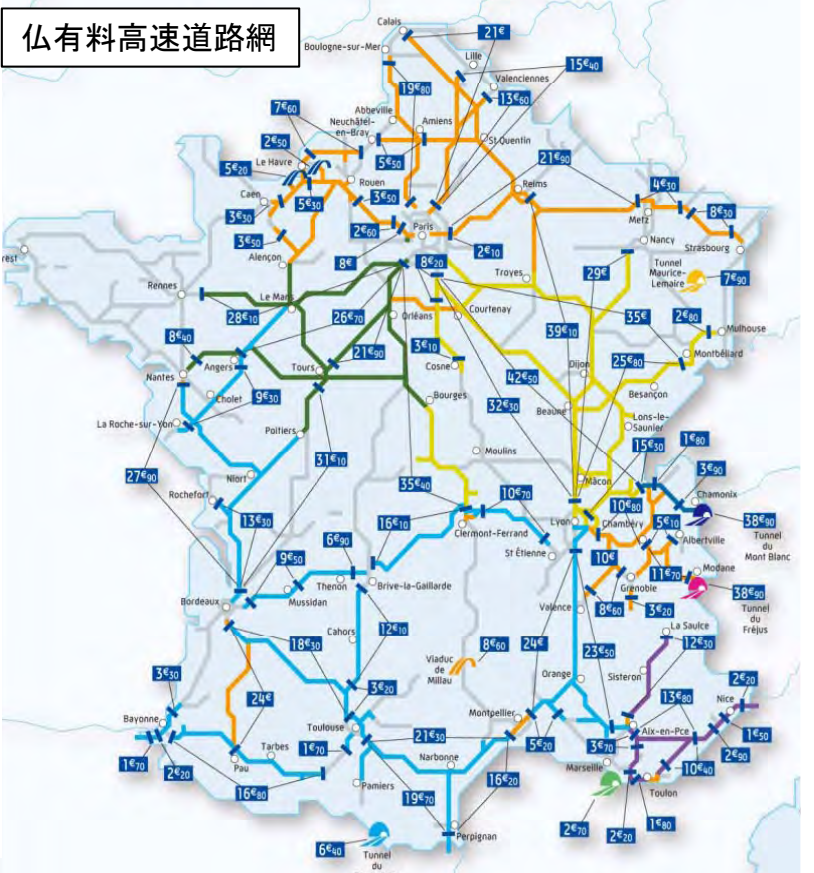 仏有料高速道路網
Calais
21€
Boulogne-sur-Mer
Lille
15€40
Valenciennes
19€80
13€60
7€60
Abbeville
Neuchâtel-
en-Bray
Amiens
St Quentin
2€50
5€50
21€90
Le Havre
5€20
Rouen
Reims
4€30
Caen
5€30
3€50
3€30
Metz
8€30
2€60
Paris
Nancy
3€50
2€10
Strasbourg
Alençon
8€
8€20
Troyes
29€
Tunnel
Maurice-
Lemaire
7€90
Rennes
Le Mans
28€10
26€70
Orléans
Courtenay
39€10
35€
2€80
Mulhouse
8€40
21€90
3€10
Montbéliard
Angers
Tours
Cosne
42€50
Dijon
25€80
Nantes
9€30
Besançon
Cholet
Bourges
32€30
Beaune
La Roche-sur-Yon
Lons-le-
Saunier
Poitiers
Moulins
15€30
1€80
27€90
Niort
31€10
Mâcon
3€90
Rochefort
35€40
10€70
10€80
Chamonix
13€30
16€10
Lyon
Chambéry
5€10
38€90
Clermont-Ferrand
Albertville
Tunnel
du
Mont Blanc
6€90
St Étienne
10€
Modane
9€50
Thenon
Brive-la-Gaillarde
11€70
Bordeaux
Mussidan
Grenoble
38€90
8€60
3€20
Tunnel
du
Fréjus
Valence
12€10
La Saulce
Cahors
18€30
8€60
24€
23€50
12€30
Viaduc
de
Millau
Sisteron
3€30
24€
3€20
Orange
2€20
Bayonne
Montpellier
13€80
Nice
Toulouse
21€30
Aix-en-Pce
1€70
5€20
3€70
1€50
1€70
2€20
Pau
Tarbes
Narbonne
Marseille
2€90
16€80
Pamiers
19€70
16€20
10€40
Toulon
Perpignan
2€70
2€20
1€80
6€40
Tunnel
du